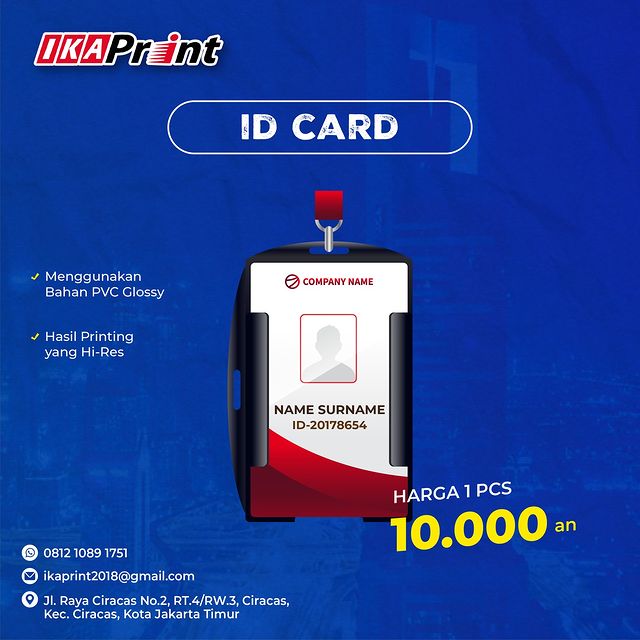 IKAPrint
ID CARD
Menggunakan
Bahan PVC Glossy
Hasil Printing
yang Hi-Res
COMPANY NAME
NAME SURNAME
ID-20178654
HARGA 1 PCS
10.000 an
0812 1089 1751
ikaprint2018@gmail.com
Jl. Raya Ciracas No.2, RT.4/RW.3, Ciracas,
Kec. Ciracas, Kota Jakarta Timur